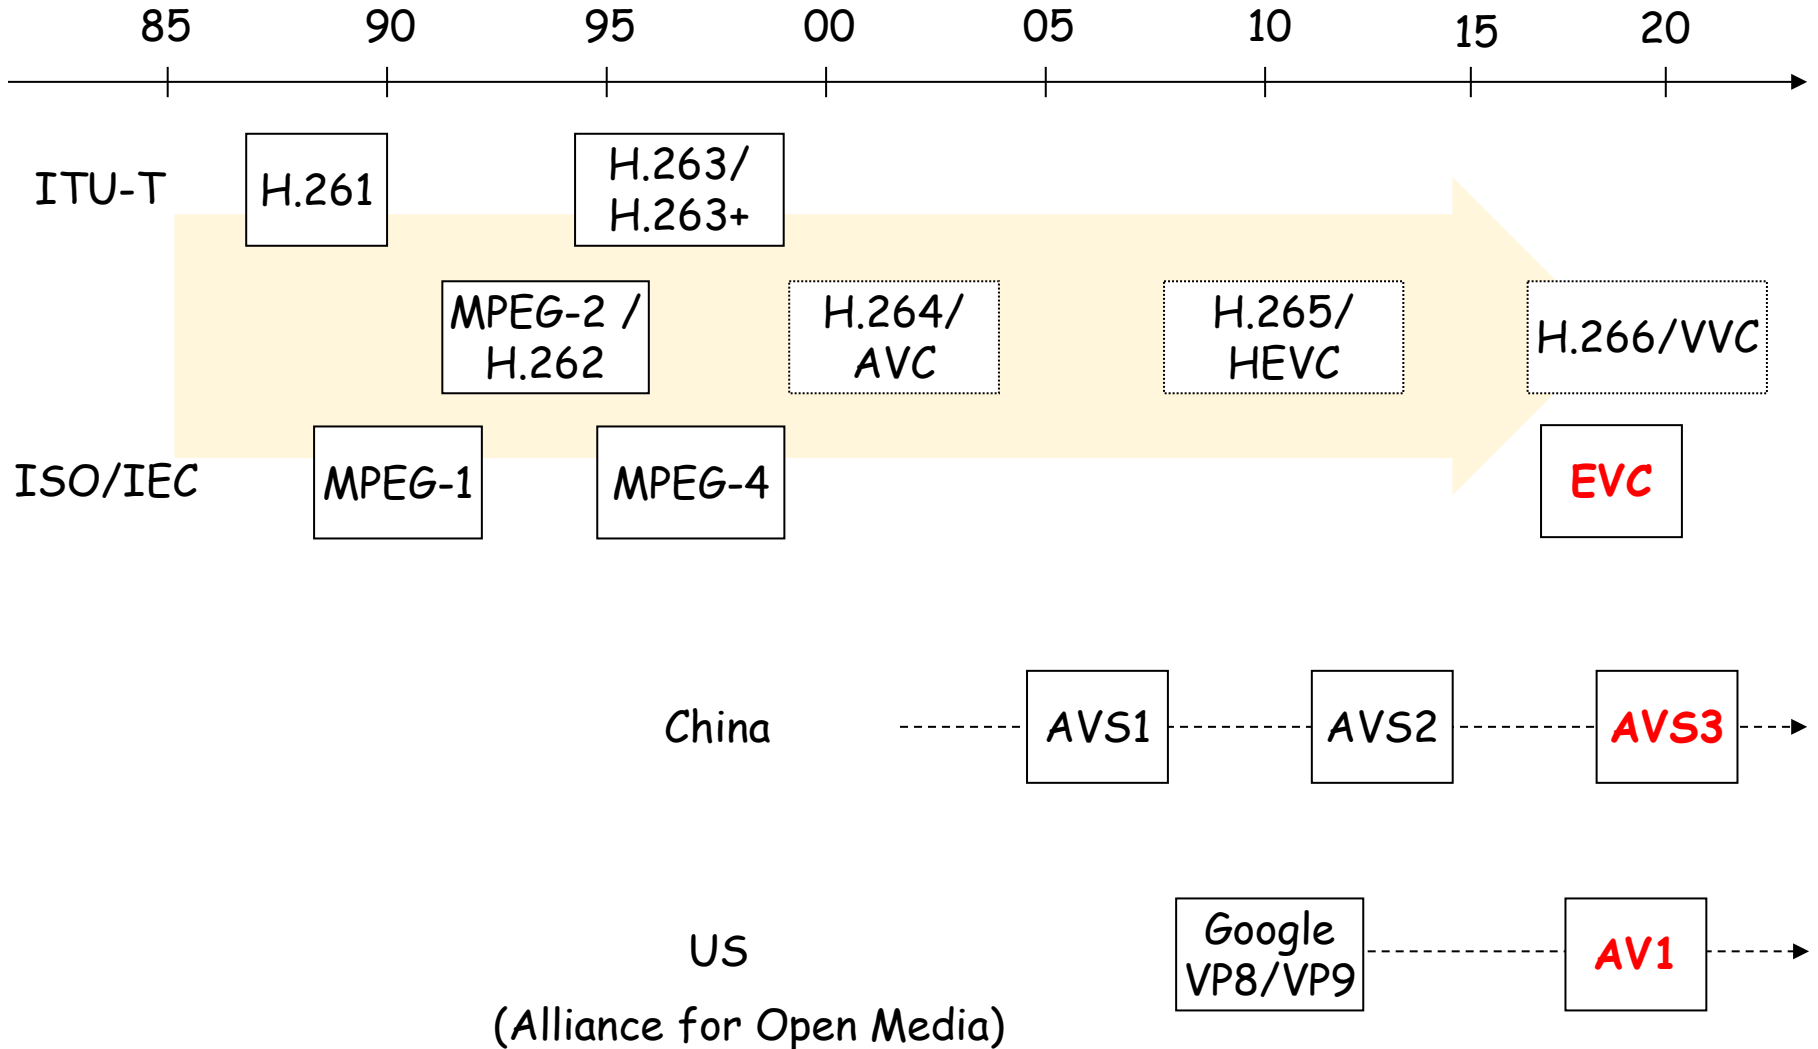 85 90 95 00 05 10 15 20
ITU-T
H.261
H.263/
H.263+
MPEG-2 /
H.262
H.264/
AVC
H.265/
HEVC
H.266/VVC
ISO/IEC
MPEG-1
MPEG-4
EVC
China
AVS1
AVS2
AVS3
US
(Alliance for Open Media)
Google
VP8/VP9
AV1